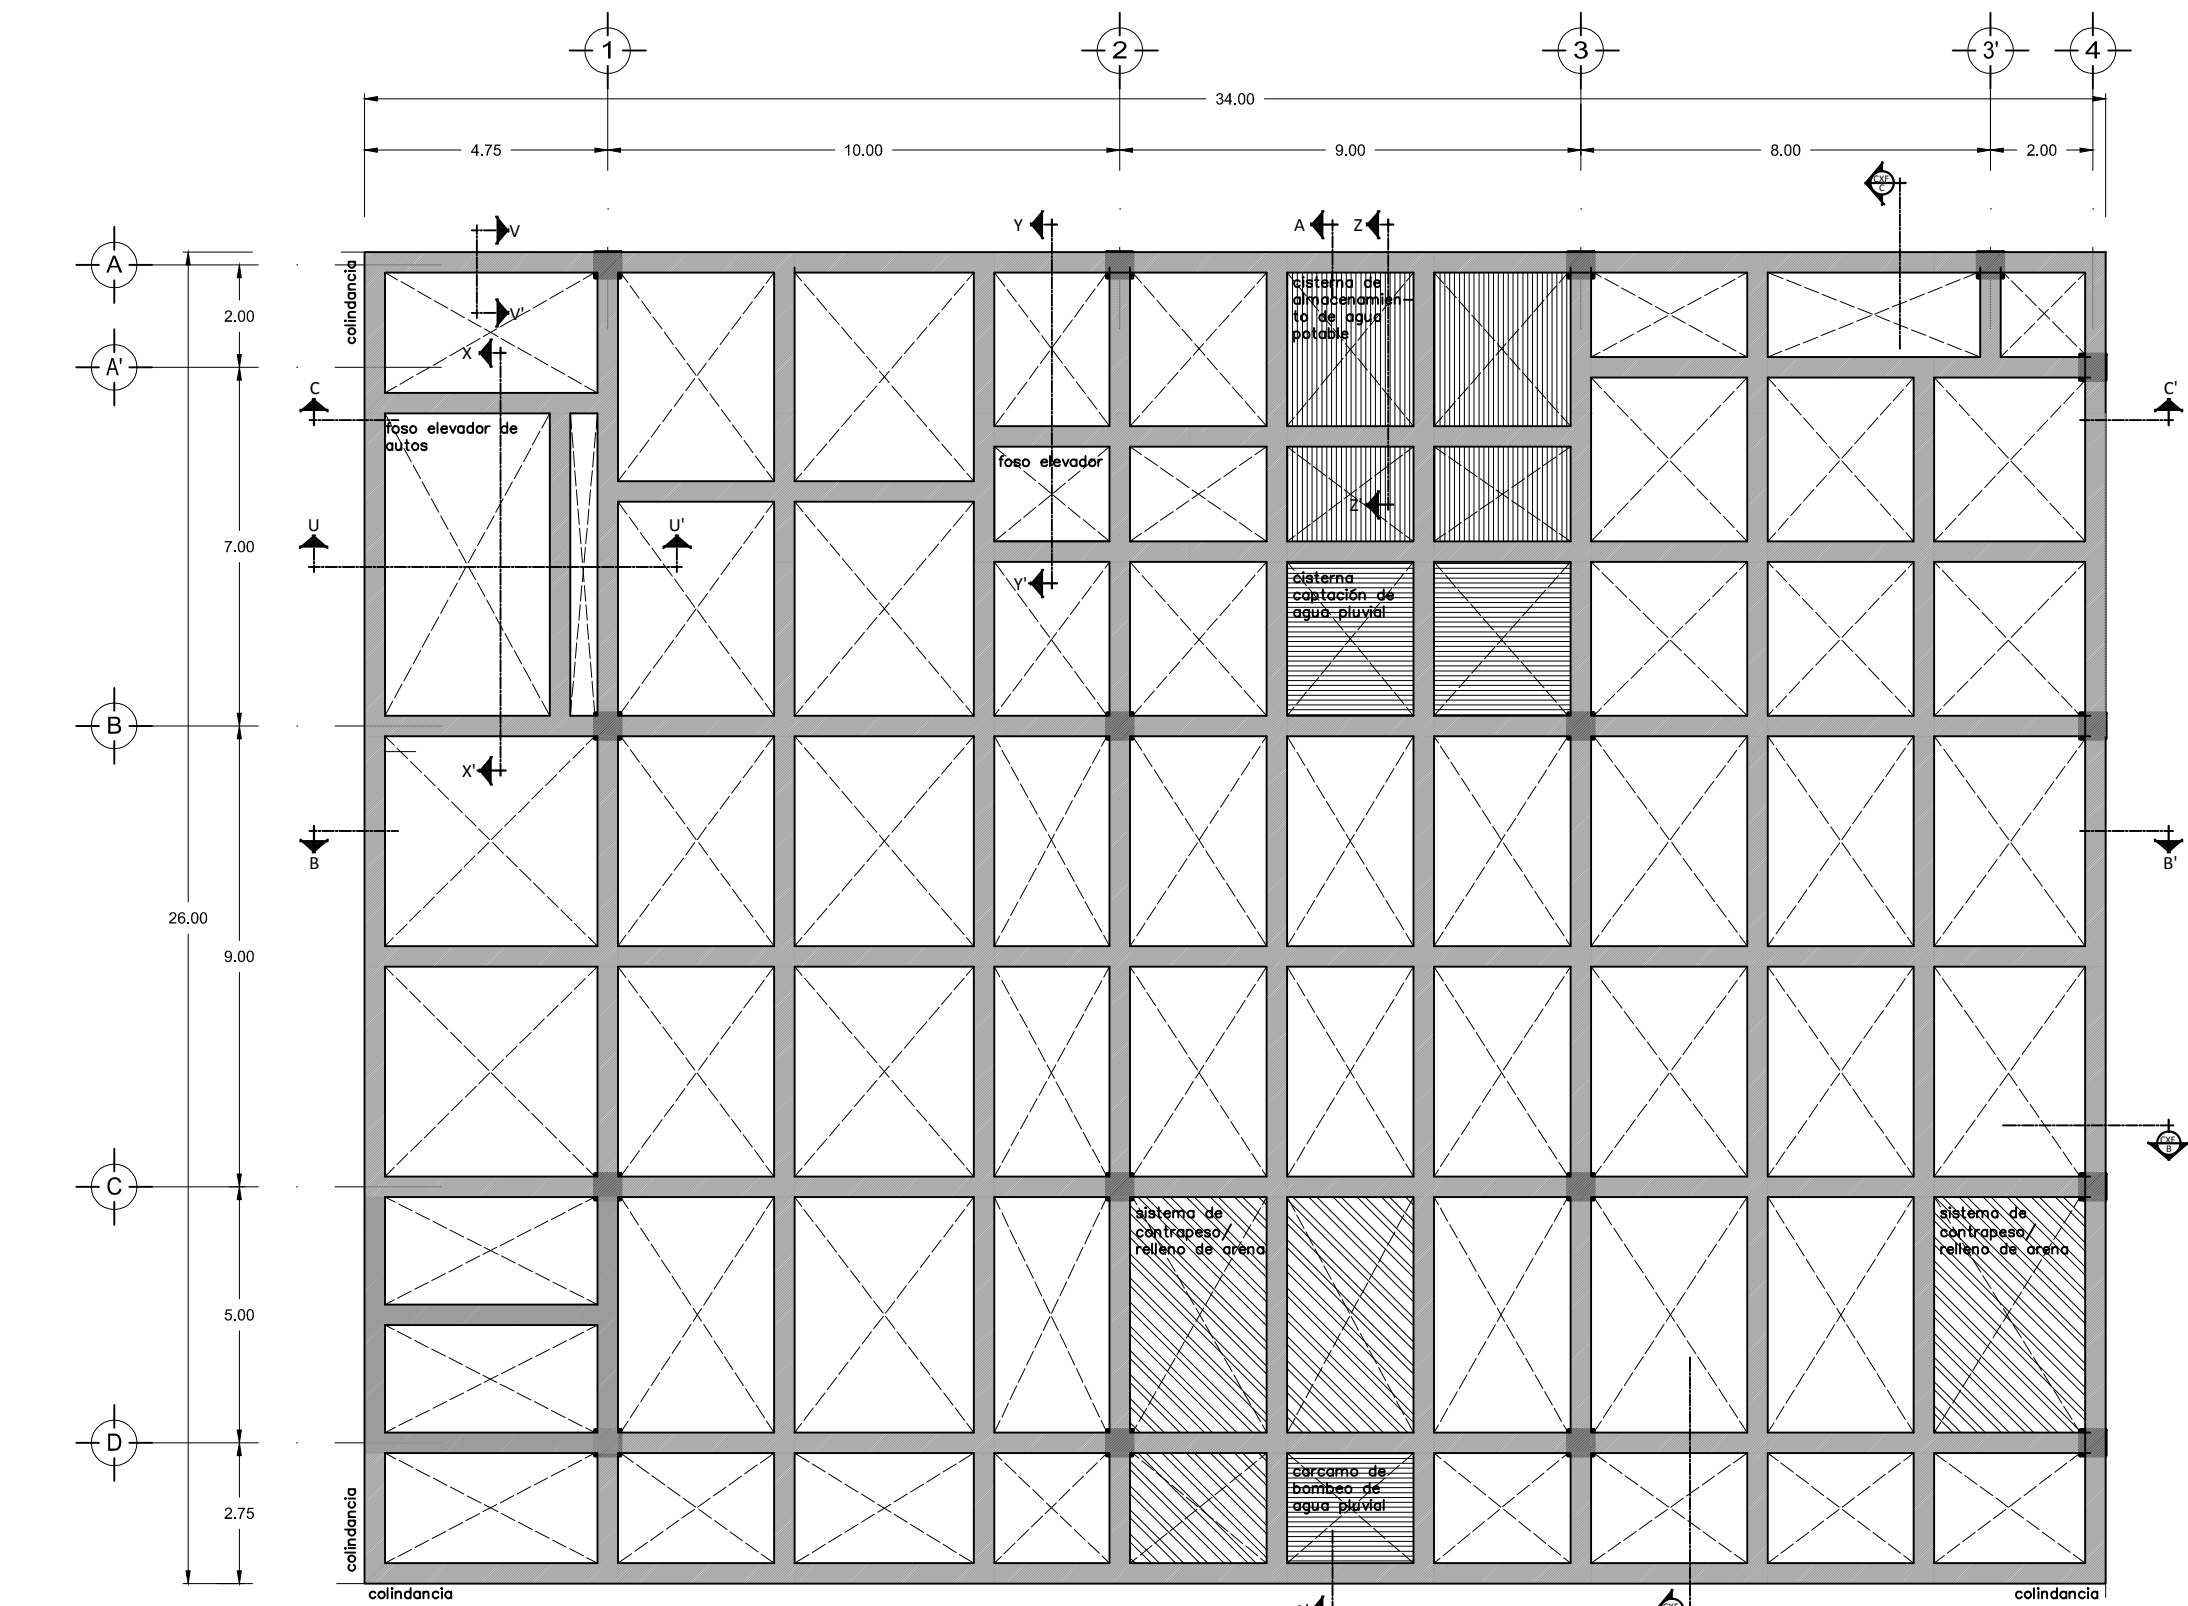 1
2
3
3'
4
34.00
4.75
10.00
9.00
8.00
2.00
CXF
C
V
Y
A
Z
A
colindancia
cisterna de
almacenamien-
to de agua
potable
2.00
V'
X
A'
C
C'
foso elevador de
autos
foso elevador
Z'
U
U'
7.00
Y'
cisterna
captación de
agua pluvial
B
X'
B
B'
26.00
9.00
CXF
B
C
sistema de
contrapeso/
relleno de arena
sistema de
contrapeso/
relleno de arena
5.00
D
carcamo de
bombeo de
agua pluvial
2.75
colindancia
colindancia
colindancia